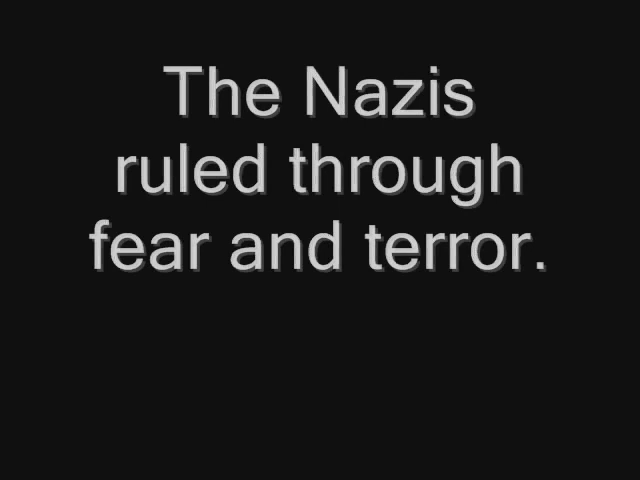 The Nazis
ruled through
fear and terror.